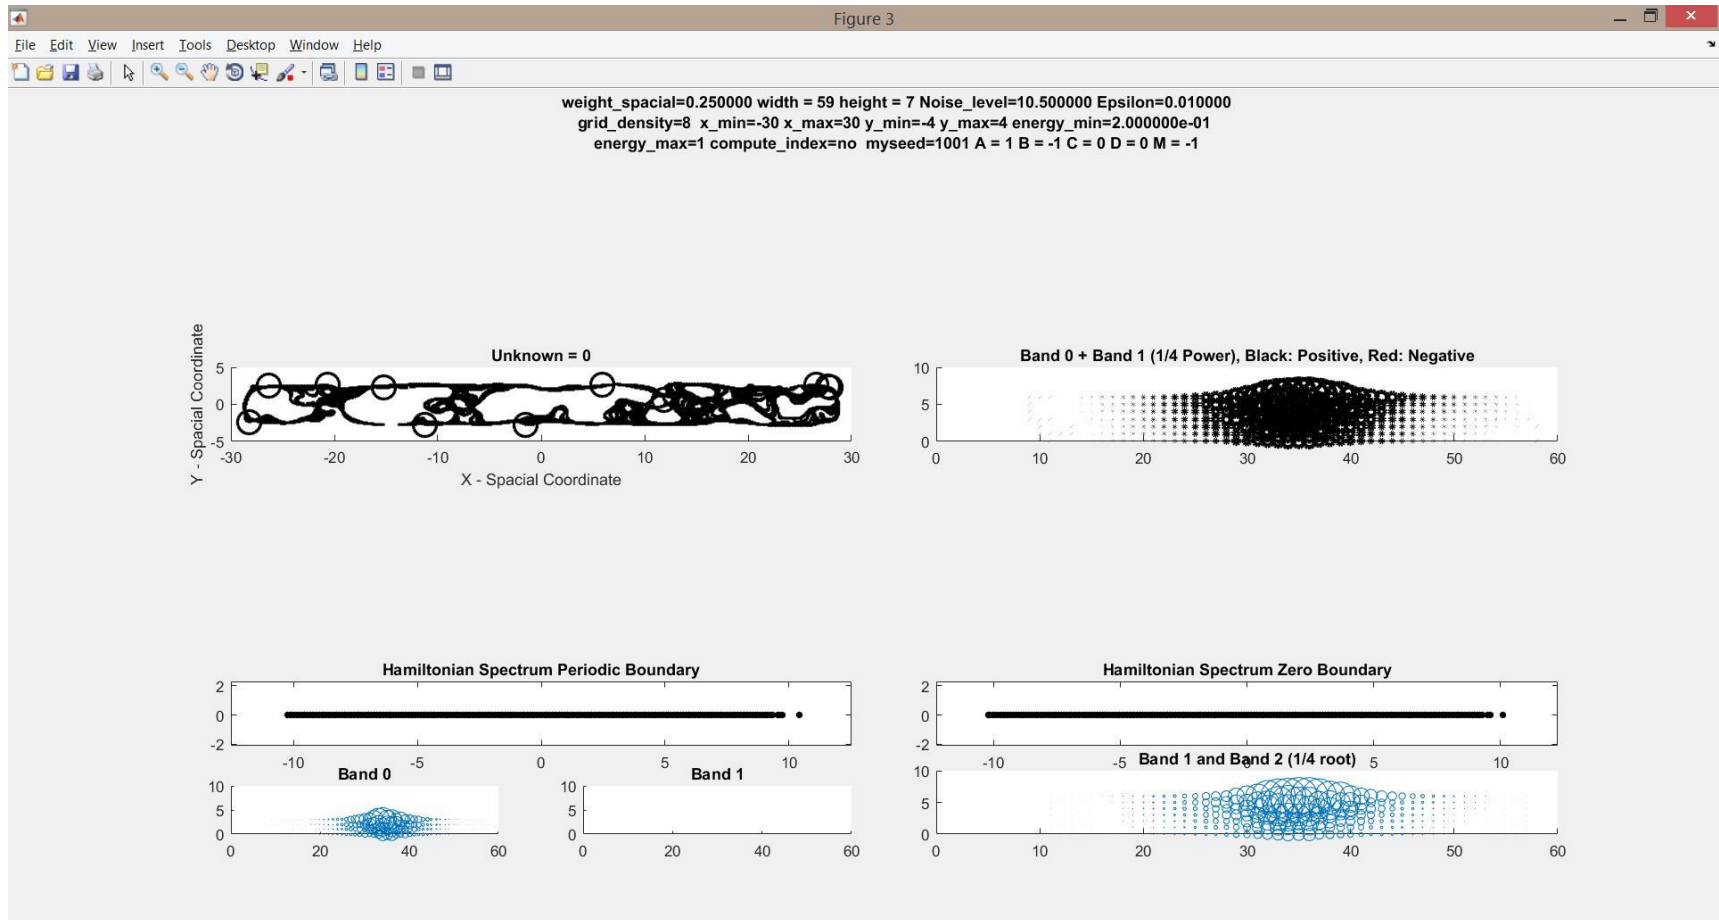 Figure 3
File Edit View Insert Tools Desktop Window Help
weight_spacial=0.250000 width = 59 height = 7 Noise_level=10.500000 Epsilon=0.010000
grid_density=8 x_min=-30 x_max=30 y_min=-4 y_max=4 energy_min=2.000000e-01
energy_max=1 compute_index=no myseed=1001 A = 1 B = -1 C = 0 D = 0 M = -1
Unknown = 0
Y - Spacial Coordinate
5
0
-5
-30 -20 -10 0 10 20 30
X - Spacial Coordinate
Band 0 + Band 1 (1/4 Power), Black: Positive, Red: Negative
10
5
0
0 10 20 30 40 50 60
Hamiltonian Spectrum Periodic Boundary
2
0
-2
-10 -5 0 5 10
Hamiltonian Spectrum Zero Boundary
2
0
-2
-10 -5 0 5 10
Band 0
10
5
0
0 20 40 60
Band 1
10
5
0
0 20 40 60
Band 1 and Band 2 (1/4 root)
10
5
0
0 10 20 30 40 50 60